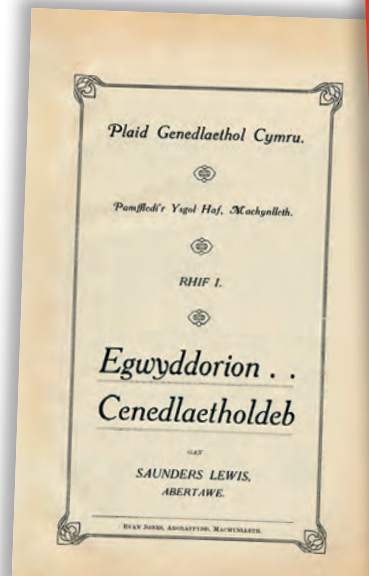 Plaid Genedlaethol Cymru.
Pamffledi'r Ysgol Haf, Machynlleth.
RHIF I.
Egwyddorion . .
Cenedlaetholdeb
GAN
SAUNDERS LEWIS,
ABERTAWE.
EVAN JONES, ARGRAFFYDD, MACHYNLLETH.